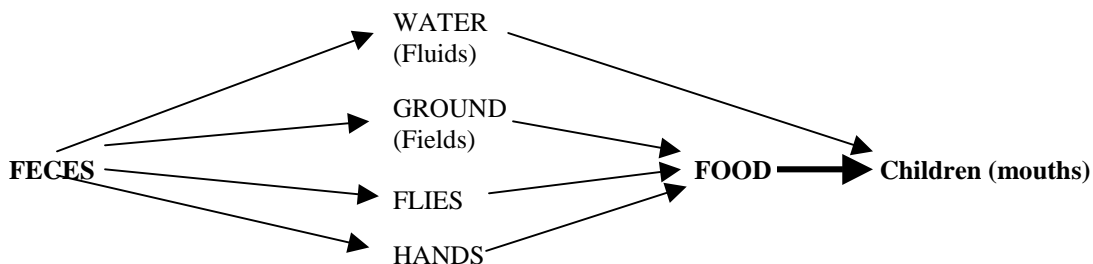 WATER
(Fluids)
GROUND
(Fields)
FECES
FOOD
Children (mouths)
FLIES
HANDS